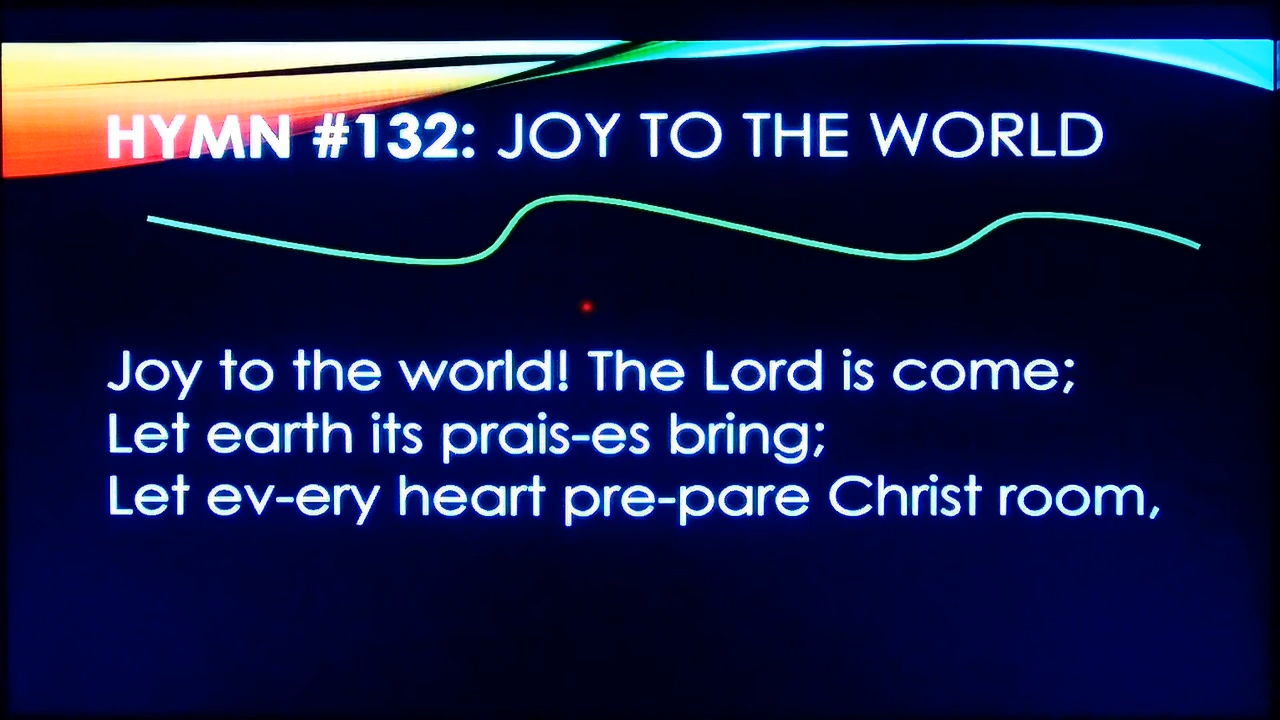 HYMN #132: JOY TO THE WORLD
Joy to the world! The Lord is come;
Let earth its prais-es bring;
Let ev-ery heart pre-pare Christ room,